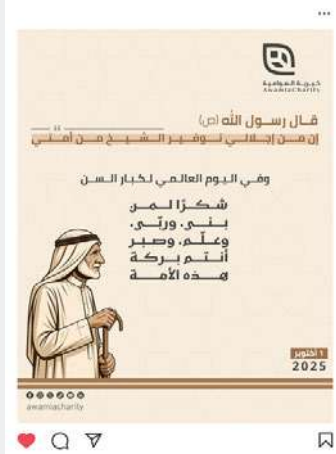 خيرية العوامية
AwamiaCharity
قال رسول الله (ص)
إن من إجلالي توقير الشيخ من أمتي
وفي اليوم العالمي لكبار السن
شكرًا لمن
بنى، وربّى،
وعلّم، وصبر
أنتم بركة
هذه الأمة
١ أكتوبر
2025
awamiacharity